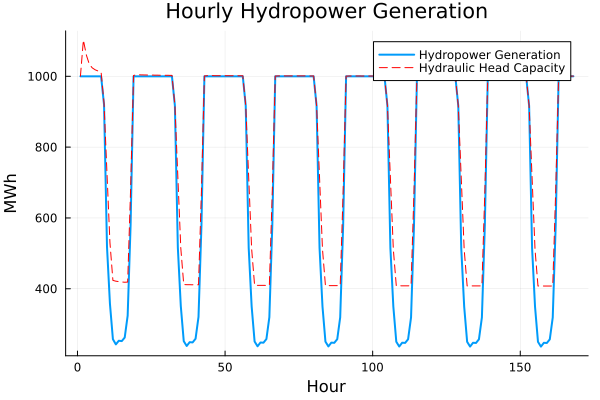 Hourly Hydropower Generation
Hydropower Generation
Hydraulic Head Capacity
1000
800
600
400
MWh
0
50
100
150
Hour